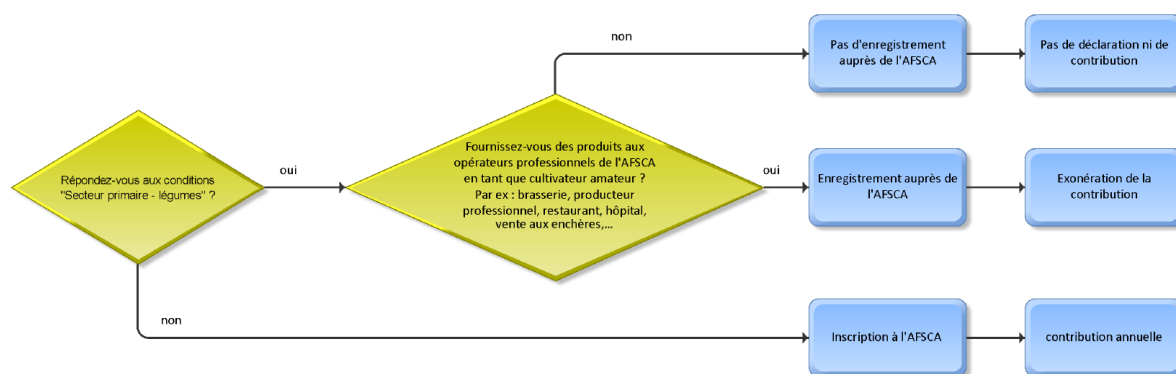 non
Pas d'enregistrement
auprès de l'AFSCA
Pas de déclaration ni de
contribution
Répondez-vous aux conditions
"Secteur primaire - légumes" ?
oui
Fournissez-vous des produits aux
opérateurs professionnels de l'AFSCA
en tant que cultivateur amateur ?
Par ex : brasserie, producteur
professionnel, restaurant, hôpital,
vente aux enchères,...
oui
Enregistrement auprès de
l'AFSCA
Exonération de la
contribution
non
Inscription à l'AFSCA
contribution annuelle